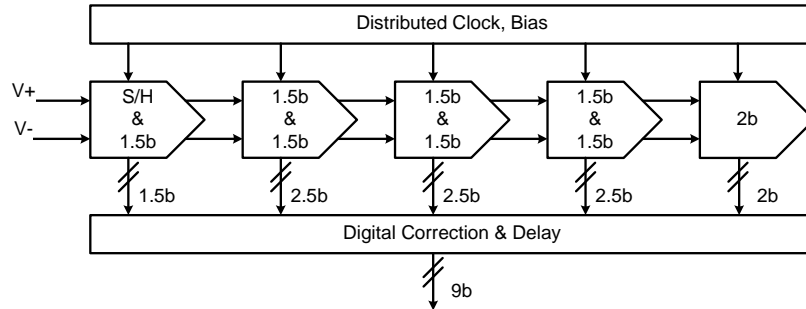 Distributed Clock, Bias
V+
V-
S/H
&
1.5b
1.5b
&
1.5b
1.5b
&
1.5b
1.5b
&
1.5b
2b
1.5b
2.5b
2.5b
2.5b
2b
Digital Correction & Delay
9b